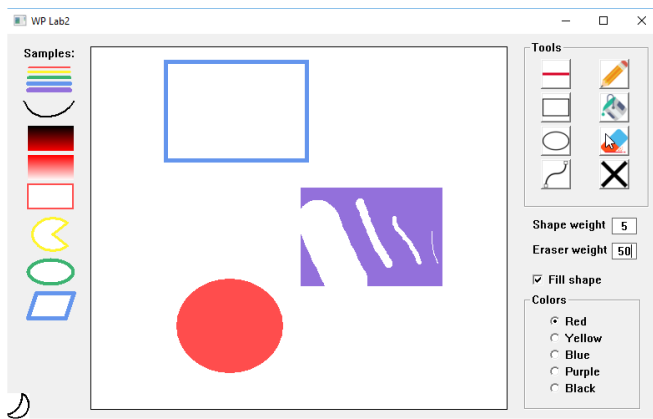 WP Lab2
Samples:
Tools
Shape weight 5
Eraser weight 50
Fill shape
Colors
Red
Yellow
Blue
Purple
Black